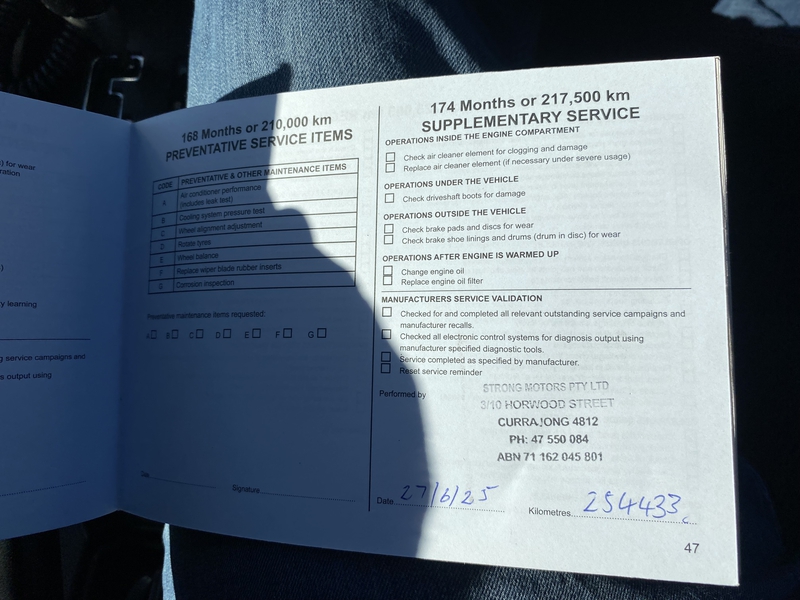 ) for wear
ration
)
y learning
g service campaigns and
s output using
168 Months or 210,000 km
PREVENTATIVE SERVICE ITEMS
CODE PREVENTATIVE & OTHER MAINTENANCE ITEMS
A Air conditioner performance
(includes leak test)
B Cooling system pressure test
C Wheel alignment adjustment
D Rotate tyres
E Wheel balance
F Replace wiper blade rubber inserts
G Corrosion inspection
Preventative maintenance items requested:
A B C D E F G
Date Signature
174 Months or 217,500 km
SUPPLEMENTARY SERVICE
OPERATIONS INSIDE THE ENGINE COMPARTMENT
Check air cleaner element for clogging and damage
Replace air cleaner element (if necessary under severe usage)
OPERATIONS UNDER THE VEHICLE
Check driveshaft boots for damage
OPERATIONS OUTSIDE THE VEHICLE
Check brake pads and discs for wear
Check brake shoe linings and drums (drum in disc) for wear
OPERATIONS AFTER ENGINE IS WARMED UP
Change engine oil
Replace engine oil filter
MANUFACTURERS SERVICE VALIDATION
Checked for and completed all relevant outstanding service campaigns and
manufacturer recalls.
Checked all electronic control systems for diagnosis output using
manufacturer specified diagnostic tools.
Service completed as specified by manufacturer.
Reset service reminder
Performed by
STRONG MOTORS PTY LTD
3/10 HORWOOD STREET
CURRAJONG 4812
PH: 47 550 084
ABN 71 162 045 801
Date 27/6/25 Kilometres 254433
47